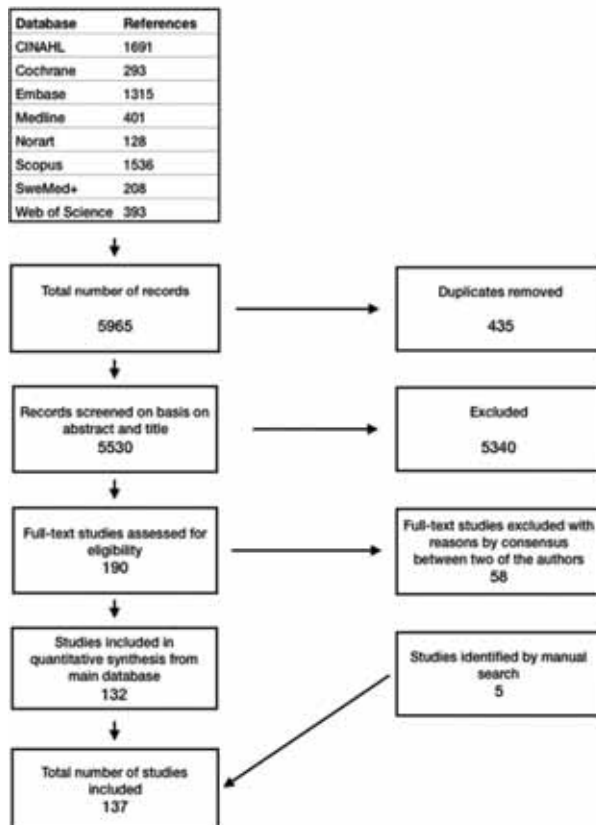 Database References
CINAHL 1691
Cochrane 293
Embase 1315
Medline 401
Norart 128
Scopus 1536
SweMed+ 208
Web of Science 393
Total number of records
5965
Duplicates removed
435
Records screened on basis on
abstract and title
5530
Excluded
5340
Full-text studies assessed for
eligibility
190
Full-text studies excluded with
reasons by consensus
between two of the authors
58
Studies included in
quantitative synthesis from
main database
132
Studies identified by manual
search
5
Total number of studies
included
137